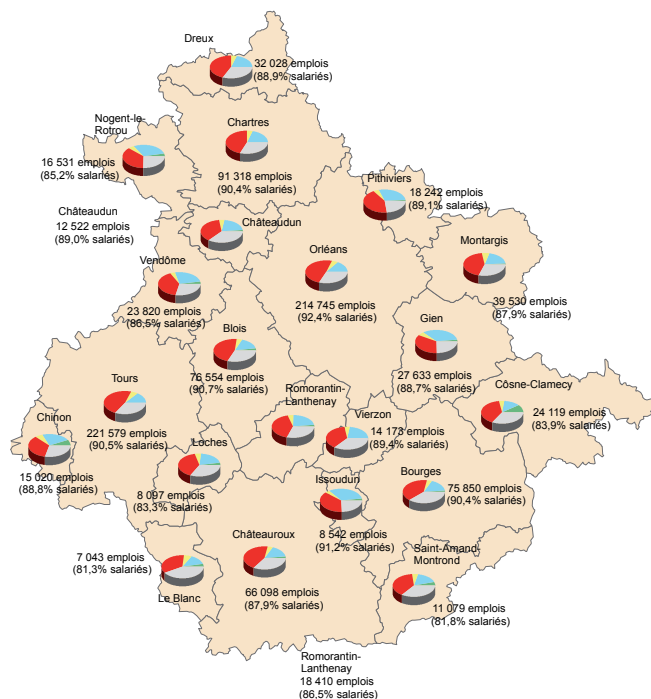 Dreux
32 028 emplois
(88,9% salariés)
Nogent-le-
Rotrou
16 531 emplois
(85,2% salariés)
Chartres
91 318 emplois
(90,4% salariés)
Pithiviers
18 242 emplois
(89,1% salariés)
Châteaudun
12 522 emplois
(89,0% salariés)
Châteaudun
Orléans
214 745 emplois
(92,4% salariés)
Montargis
39 530 emplois
(87,9% salariés)
Vendôme
23 820 emplois
(86,5% salariés)
Blois
76 554 emplois
(90,7% salariés)
Gien
27 633 emplois
(88,7% salariés)
Tours
221 579 emplois
(90,5% salariés)
Romorantin-
Lanthenay
Vierzon
14 173 emplois
(89,4% salariés)
Côsne-Clamecy
24 119 emplois
(83,9% salariés)
Chinon
15 020 emplois
(88,8% salariés)
Loches
8 097 emplois
(83,3% salariés)
Issoudun
8 542 emplois
(91,2% salariés)
Bourges
75 850 emplois
(90,4% salariés)
7 043 emplois
(81,3% salariés)
Le Blanc
Châteauroux
66 098 emplois
(87,9% salariés)
Saint-Amand-
Montrond
11 079 emplois
(81,8% salariés)
Romorantin-
Lanthenay
18 410 emplois
(86,5% salariés)